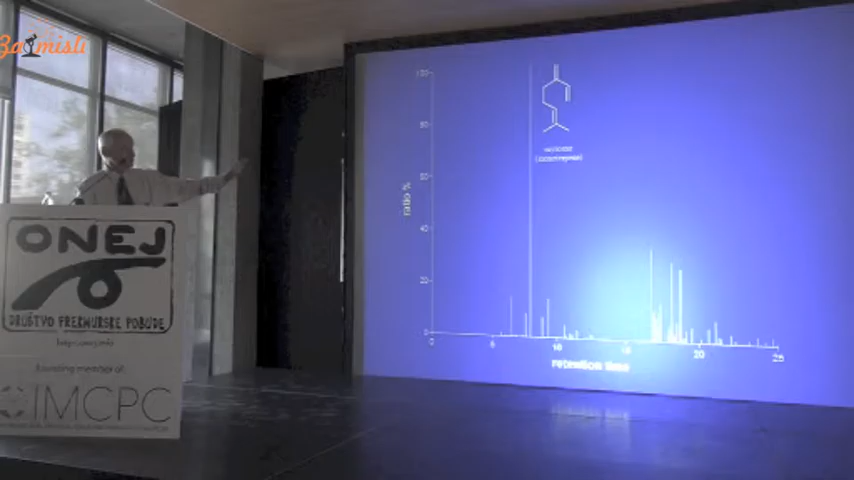 Zamisli
100
80
60
40
20
0
ratio %
0
5
10
15
20
25
retention time
ONEJ
DRUŠTVO PREKMURSKE POBUDE
founding member of:
IMCPC